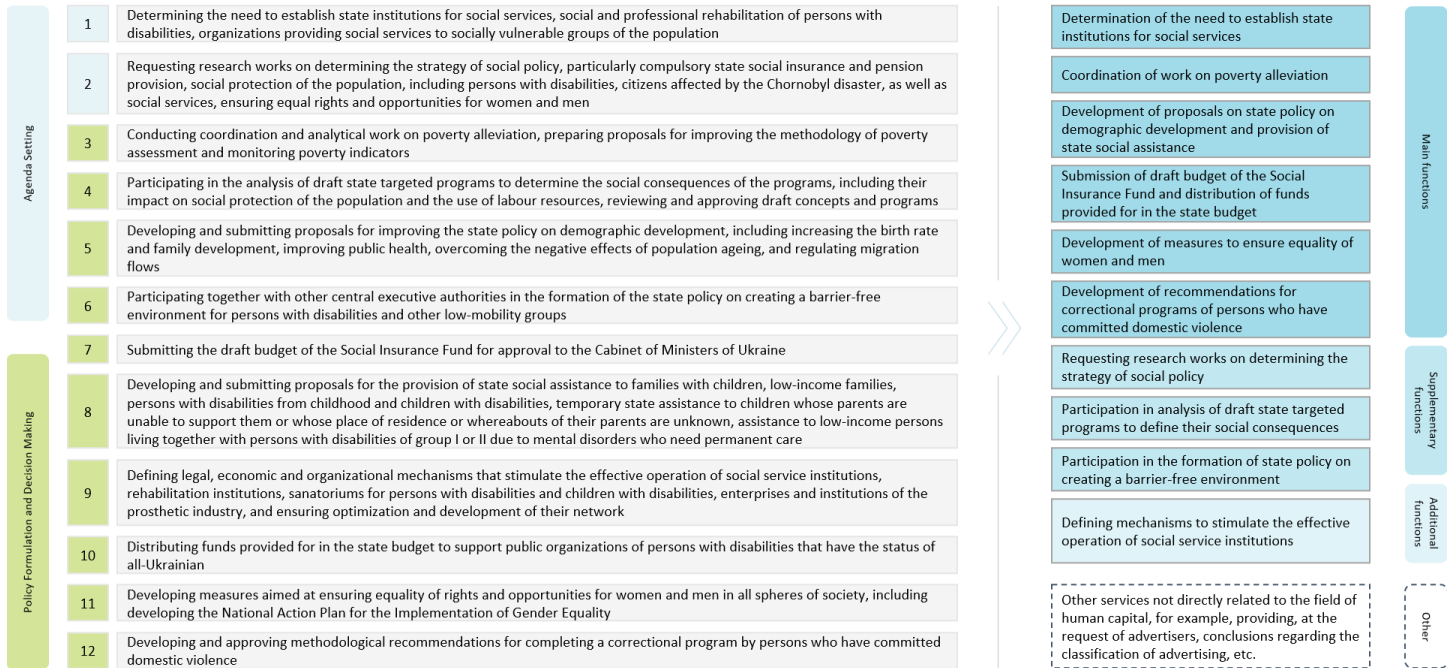 Agenda Setting
1
Determining the need to establish state institutions for social services, social and professional rehabilitation of persons with
disabilities, organizations providing social services to socially vulnerable groups of the population
2
Requesting research works on determining the strategy of social policy, particularly compulsory state social insurance and pension
provision, social protection of the population, including persons with disabilities, citizens affected by the Chornobyl disaster, as well as
social services, ensuring equal rights and opportunities for women and men
3
Conducting coordination and analytical work on poverty alleviation, preparing proposals for improving the methodology of poverty
assessment and monitoring poverty indicators
4
Participating in the analysis of draft state targeted programs to determine the social consequences of the programs, including their
impact on social protection of the population and the use of labour resources, reviewing and approving draft concepts and programs
5
Developing and submitting proposals for improving the state policy on demographic development, including increasing the birth rate
and family development, improving public health, overcoming the negative effects of population ageing, and regulating migration
flows
6
Participating together with other central executive authorities in the formation of the state policy on creating a barrier-free
environment for persons with disabilities and other low-mobility groups
Policy Formulation and Decision Making
7
Submitting the draft budget of the Social Insurance Fund for approval to the Cabinet of Ministers of Ukraine
8
Developing and submitting proposals for the provision of state social assistance to families with children, low-income families,
persons with disabilities from childhood and children with disabilities, temporary state assistance to children whose parents are
unable to support them or whose place of residence or whereabouts of their parents are unknown, assistance to low-income persons
living together with persons with disabilities of group I or II due to mental disorders who need permanent care
9
Defining legal, economic and organizational mechanisms that stimulate the effective operation of social service institutions,
rehabilitation institutions, sanatoriums for persons with disabilities and children with disabilities, enterprises and institutions of the
prosthetic industry, and ensuring optimization and development of their network
10
Distributing funds provided for in the state budget to support public organizations of persons with disabilities that have the status of
all-Ukrainian
11
Developing measures aimed at ensuring equality of rights and opportunities for women and men in all spheres of society, including
developing the National Action Plan for the Implementation of Gender Equality
12
Developing and approving methodological recommendations for completing a correctional program by persons who have committed
domestic violence
Main functions
Determination of the need to establish state
institutions for social services
Coordination of work on poverty alleviation
Development of proposals on state policy on
demographic development and provision of
state social assistance
Submission of draft budget of the Social
Insurance Fund and distribution of funds
provided for in the state budget
Development of measures to ensure equality of
women and men
Development of recommendations for
correctional programs of persons who have
committed domestic violence
Supplementary
functions
Requesting research works on determining the
strategy of social policy
Participation in analysis of draft state targeted
programs to define their social consequences
Participation in the formation of state policy on
creating a barrier-free environment
Additional
functions
Defining mechanisms to stimulate the effective
operation of social service institutions
Other
Other services not directly related to the field of
human capital, for example, providing, at the
request of advertisers, conclusions regarding the
classification of advertising, etc.